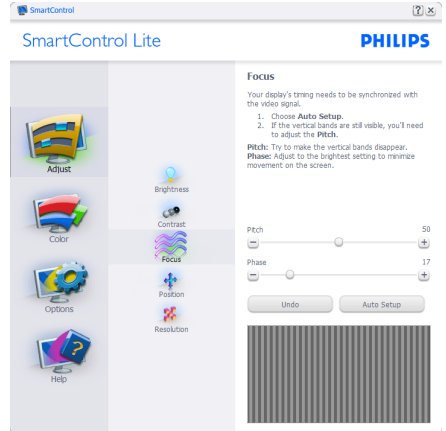 SmartControl
SmartControl Lite
PHILIPS
Adjust
Color
Options
Help
Brightness
Contrast
Focus
Position
Resolution
Focus
Your display's timing needs to be synchronized with
the video signal.
1. Choose Auto Setup.
2. If the vertical bands are still visible, you'll need
to adjust the Pitch.
Pitch: Try to make the vertical bands disappear.
Phase: Adjust to the brightest setting to minimize
movement on the screen.
Pitch 50
Phase 17
Undo Auto Setup